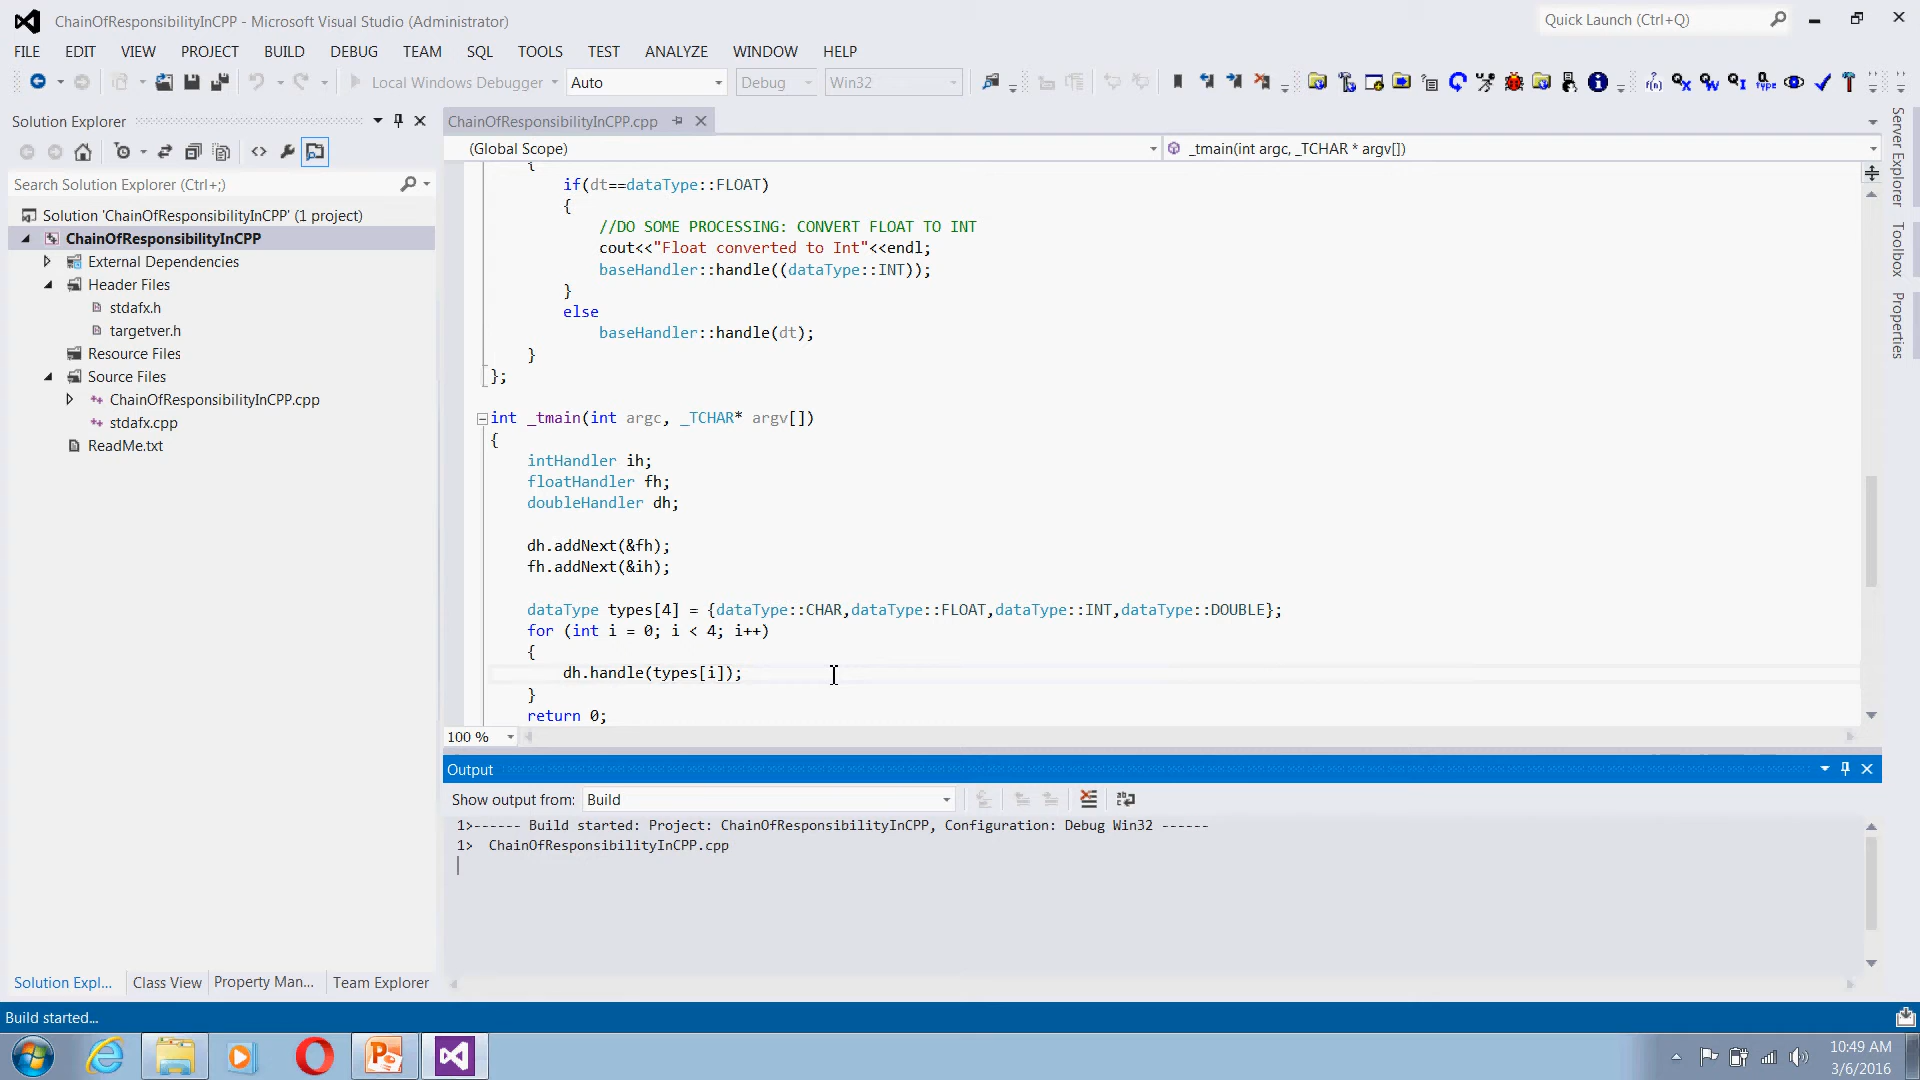 ChainOfResponsibilityInCPP - Microsoft Visual Studio (Administrator)
Quick Launch (Ctrl+Q)
FILE EDIT VIEW PROJECT BUILD DEBUG TEAM SQL TOOLS TEST ANALYZE WINDOW HELP
Local Windows Debugger Auto Debug Win32
Solution Explorer
Search Solution Explorer (Ctrl+;)
Solution 'ChainOfResponsibilityInCPP' (1 project)
ChainOfResponsibilityInCPP
External Dependencies
Header Files
stdafx.h
targetver.h
Resource Files
Source Files
ChainOfResponsibilityInCPP.cpp
stdafx.cpp
ReadMe.txt
Solution Expl... Class View Property Man... Team Explorer
ChainOfResponsibilityInCPP.cpp
(Global Scope)
_tmain(int argc, _TCHAR * argv[])
{
if(dt==dataType::FLOAT)
{
//DO SOME PROCESSING: CONVERT FLOAT TO INT
cout<<"Float converted to Int"<<endl;
baseHandler::handle((dataType::INT));
}
else
baseHandler::handle(dt);
}
};
int _tmain(int argc, _TCHAR* argv[])
{
intHandler ih;
floatHandler fh;
doubleHandler dh;
dh.addNext(&fh);
fh.addNext(&ih);
dataType types[4] = {dataType::CHAR,dataType::FLOAT,dataType::INT,dataType::DOUBLE};
for (int i = 0; i < 4; i++)
{
dh.handle(types[i]);
}
return 0;
100 %
Output
Show output from: Build
1>------ Build started: Project: ChainOfResponsibilityInCPP, Configuration: Debug Win32 ------
1> ChainOfResponsibilityInCPP.cpp
Server Explorer
Toolbox
Properties
Build started...
10:49 AM
3/6/2016